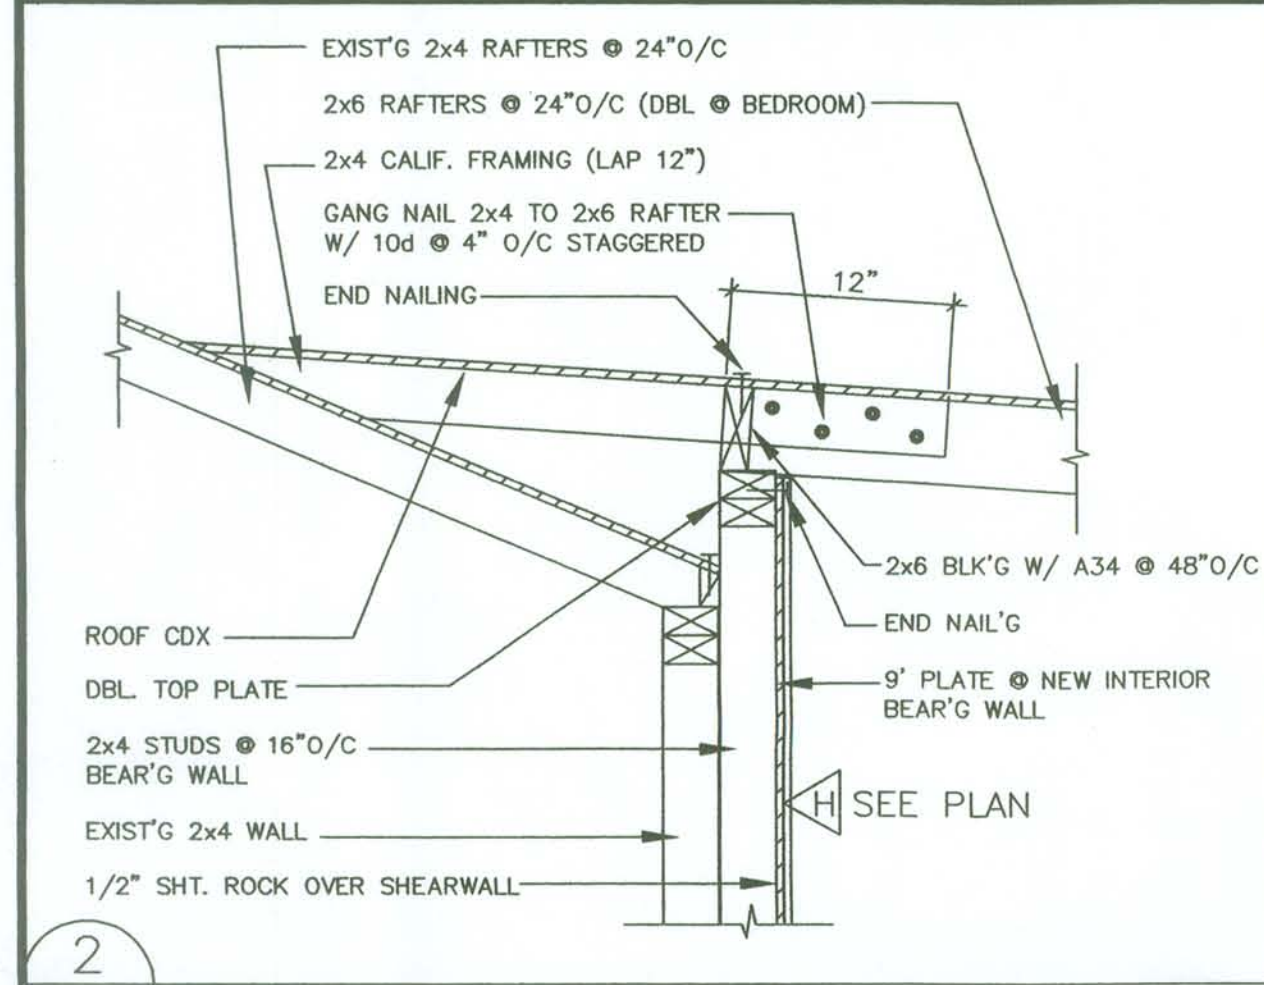 EXIST'G 2x4 RAFTERS @ 24"O/C
2x6 RAFTERS @ 24"O/C (DBL @ BEDROOM)
2x4 CALIF. FRAMING (LAP 12")
GANG NAIL 2x4 TO 2x6 RAFTER
W/ 10d @ 4" O/C STAGGERED
END NAILING
12"
2x6 BLK'G W/ A34 @ 48"O/C
END NAIL'G
9' PLATE @ NEW INTERIOR
BEAR'G WALL
H SEE PLAN
ROOF CDX
DBL. TOP PLATE
2x4 STUDS @ 16"O/C
BEAR'G WALL
EXIST'G 2x4 WALL
1/2" SHT. ROCK OVER SHEARWALL
2